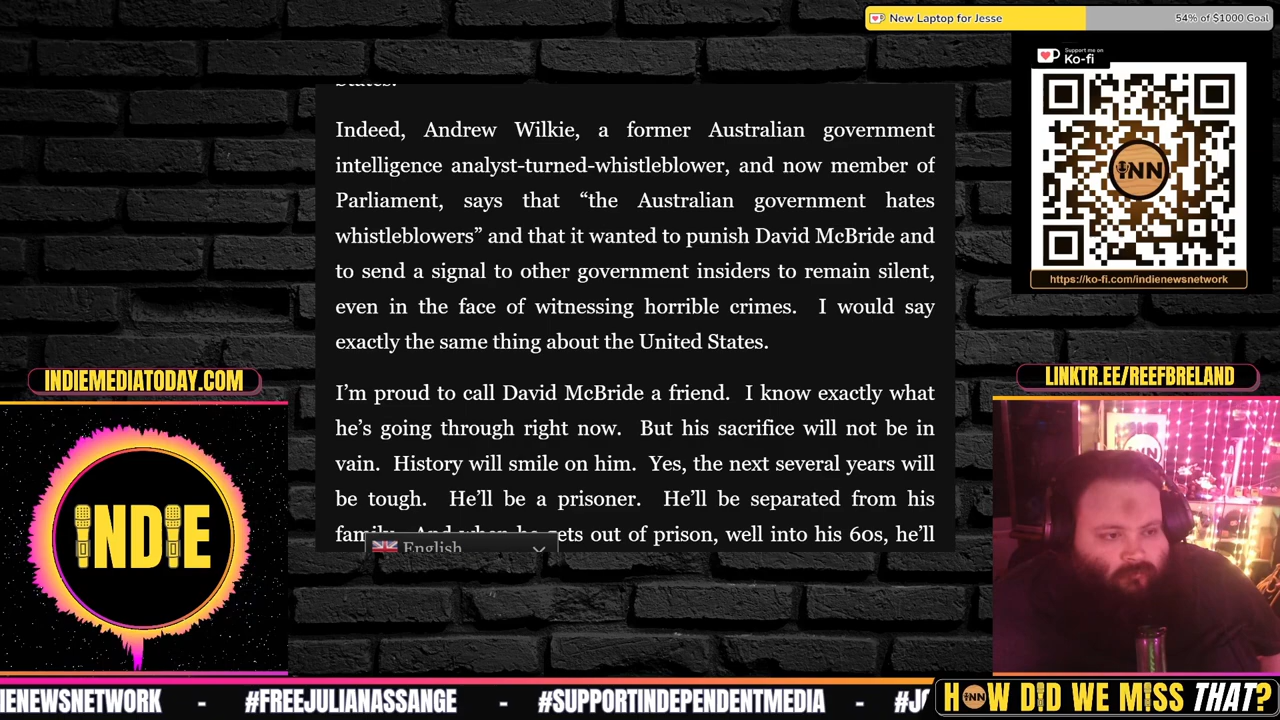 New Laptop for Jesse
54% of $1000 Goal
Support me on
Ko-fi
iNN
https://ko-fi.com/indienewsnetwork
States.
Indeed, Andrew Wilkie, a former Australian government
intelligence analyst-turned-whistleblower, and now member of
Parliament, says that “the Australian government hates
whistleblowers” and that it wanted to punish David McBride and
to send a signal to other government insiders to remain silent,
even in the face of witnessing horrible crimes. I would say
exactly the same thing about the United States.
I’m proud to call David McBride a friend. I know exactly what
he’s going through right now. But his sacrifice will not be in
vain. History will smile on him. Yes, the next several years will
be tough. He’ll be a prisoner. He’ll be separated from his
gets out of prison, well into his 60s, he’ll
English
INDIEMEDIATODAY.COM
INDIE
LINKTR.EE/REEFBRELAND
IENEWSNETWORK - #FREEJULIANASSANGE - #SUPPORTINDEPENDENTMEDIA -
HOW DID WE MISS THAT?